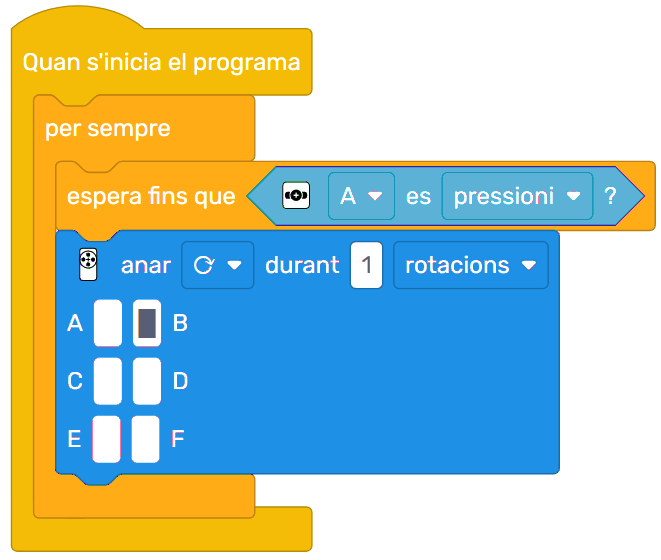 Quan s'inicia el programa
per sempre
espera fins que A es pressioni ?
anar durant 1 rotacions
A B
C D
E F